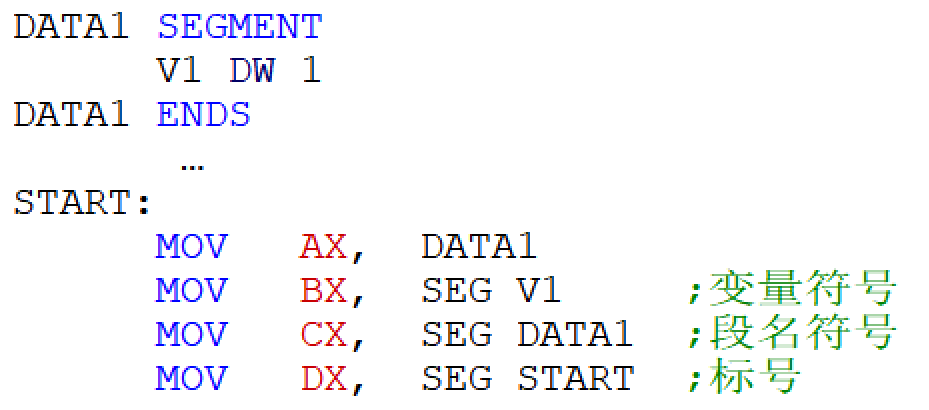 DATA1 SEGMENT
V1 DW 1
DATA1 ENDS
…
START:
MOV AX, DATA1
MOV BX, SEG V1 ;变量符号
MOV CX, SEG DATA1 ;段名符号
MOV DX, SEG START ;标号